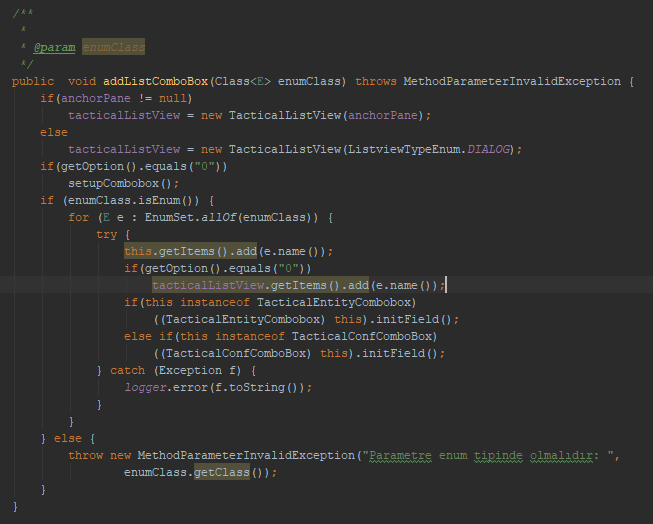 /**
 *
 * @param enumClass
 */
public  void addListComboBox(Class<E> enumClass) throws MethodParameterInvalidException {
    if(anchorPane != null)
        tacticalListView = new TacticalListView(anchorPane);
    else
        tacticalListView = new TacticalListView(ListviewTypeEnum.DIALOG);
    if(getOption().equals("0"))
        setupCombobox();
    if (enumClass.isEnum()) {
        for (E e : EnumSet.allOf(enumClass)) {
            try {
                this.getItems().add(e.name());
                if(getOption().equals("0"))
                    tacticalListView.getItems().add(e.name());
                if(this instanceof TacticalEntityCombobox)
                    ((TacticalEntityCombobox) this).initField();
                else if(this instanceof TacticalConfComboBox)
                    ((TacticalConfComboBox) this).initField();
            } catch (Exception f) {
                logger.error(f.toString());
            }
        }
    } else {
        throw new MethodParameterInvalidException("Parametre enum tipinde olmalıdır: ",
                enumClass.getClass());
    }
}